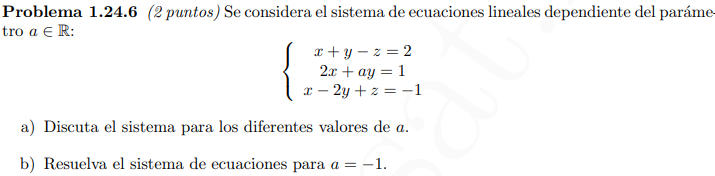 Problema 1.24.6 (2 puntos) Se considera el sistema de ecuaciones lineales dependiente del paráme-
tro a ∈ ℝ:
x + y − z = 2
2x + ay = 1
x − 2y + z = −1
a) Discuta el sistema para los diferentes valores de a.
b) Resuelva el sistema de ecuaciones para a = −1.